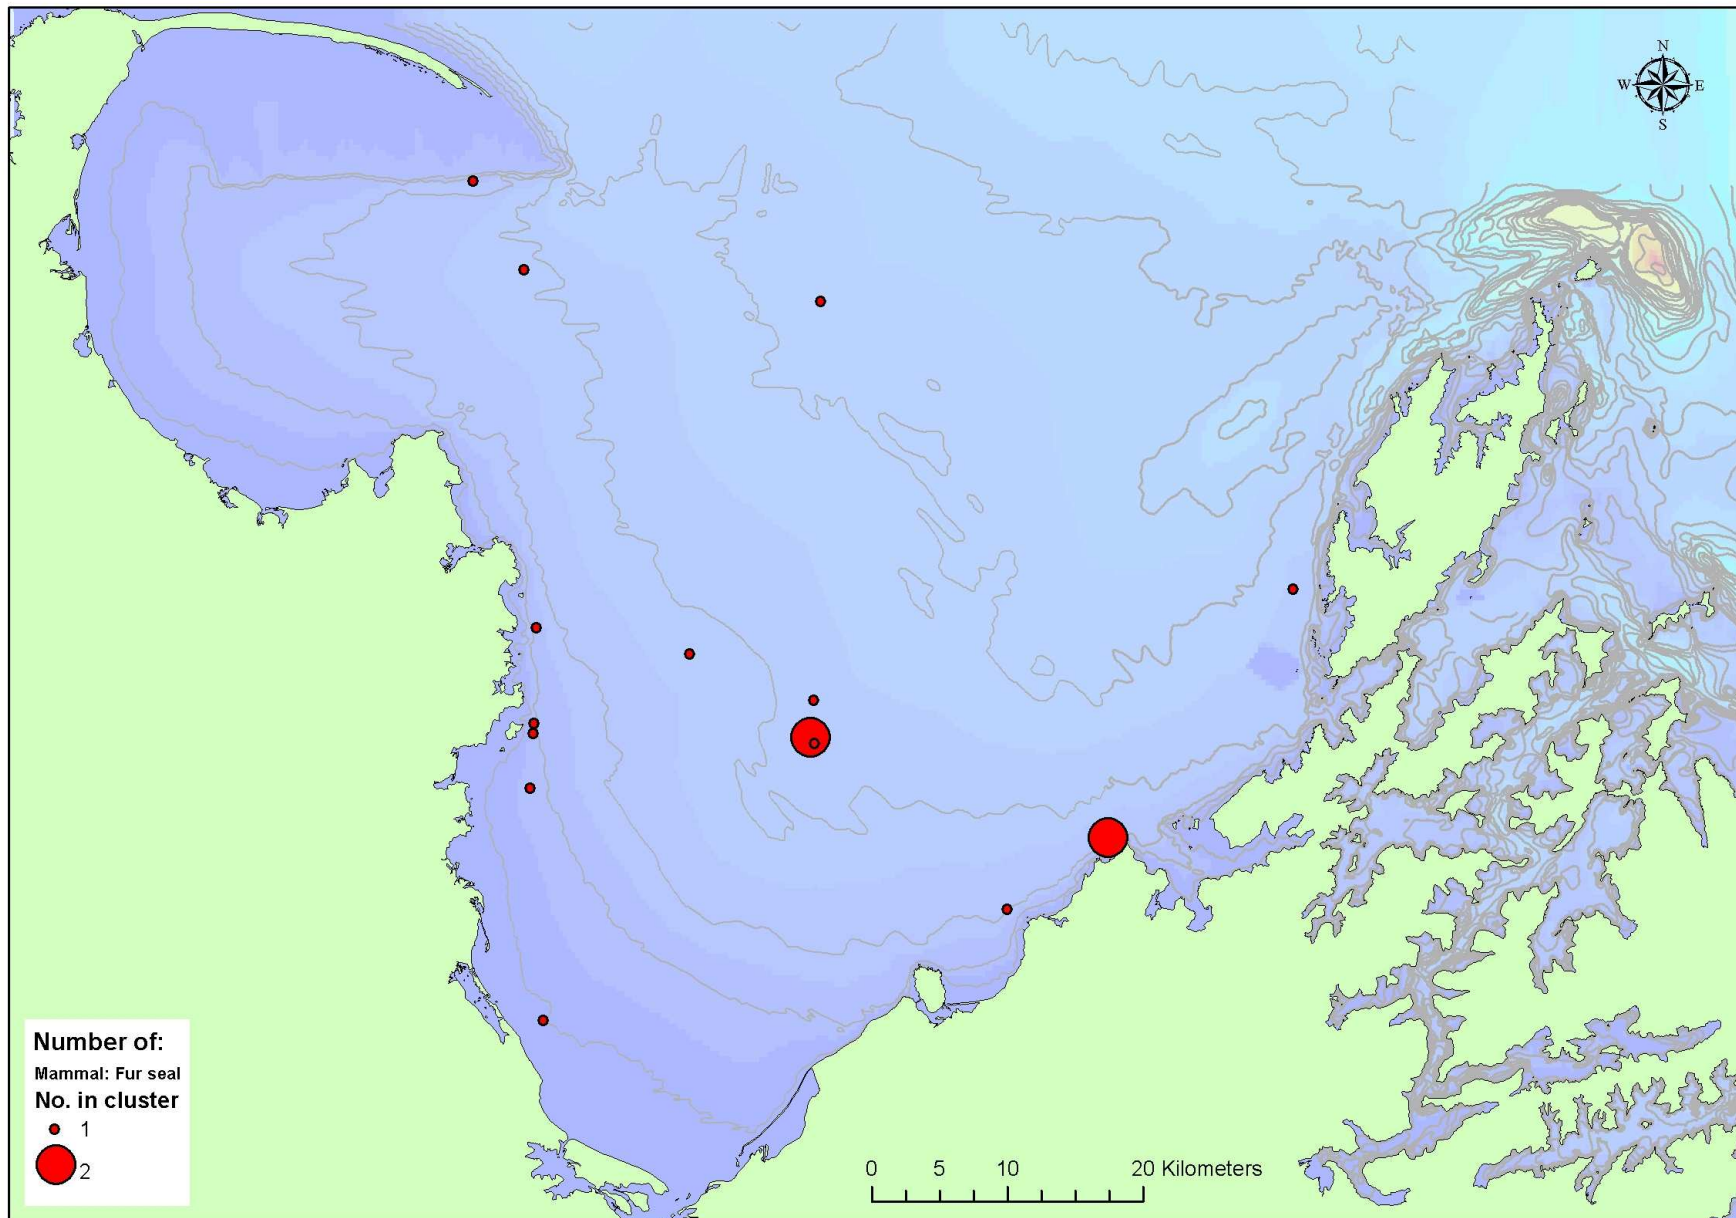 N
W E
S
Number of:
Mammal: Fur seal
No. in cluster
1
2
0 5 10 20 Kilometers